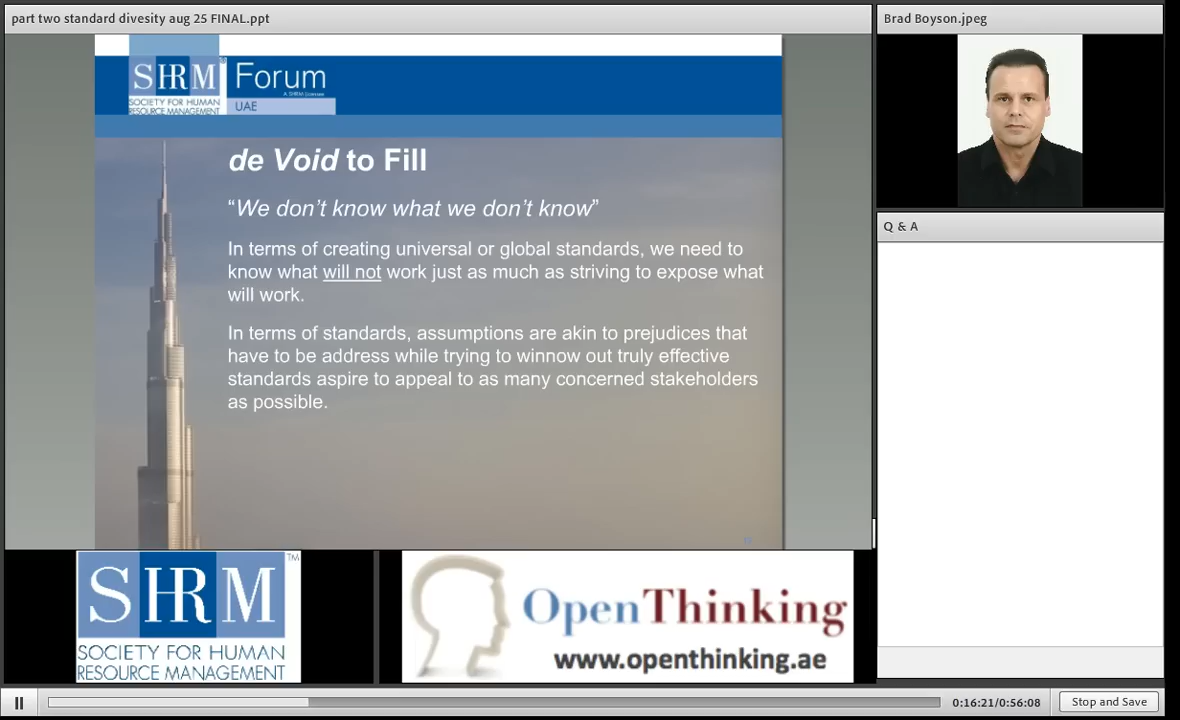 part two standard divesity aug 25 FINAL.ppt
Brad Boyson.jpeg
SHRM
SOCIETY FOR HUMAN
RESOURCE MANAGEMENT
Forum
UAE
de Void to Fill
“We don’t know what we don’t know”
In terms of creating universal or global standards, we need to
know what will not work just as much as striving to expose what
will work.
In terms of standards, assumptions are akin to prejudices that
have to be address while trying to winnow out truly effective
standards aspire to appeal to as many concerned stakeholders
as possible.
Q & A
SHRM™
SOCIETY FOR HUMAN
RESOURCE MANAGEMENT
OpenThinking
www.openthinking.ae
0:16:21/0:56:08
Stop and Save